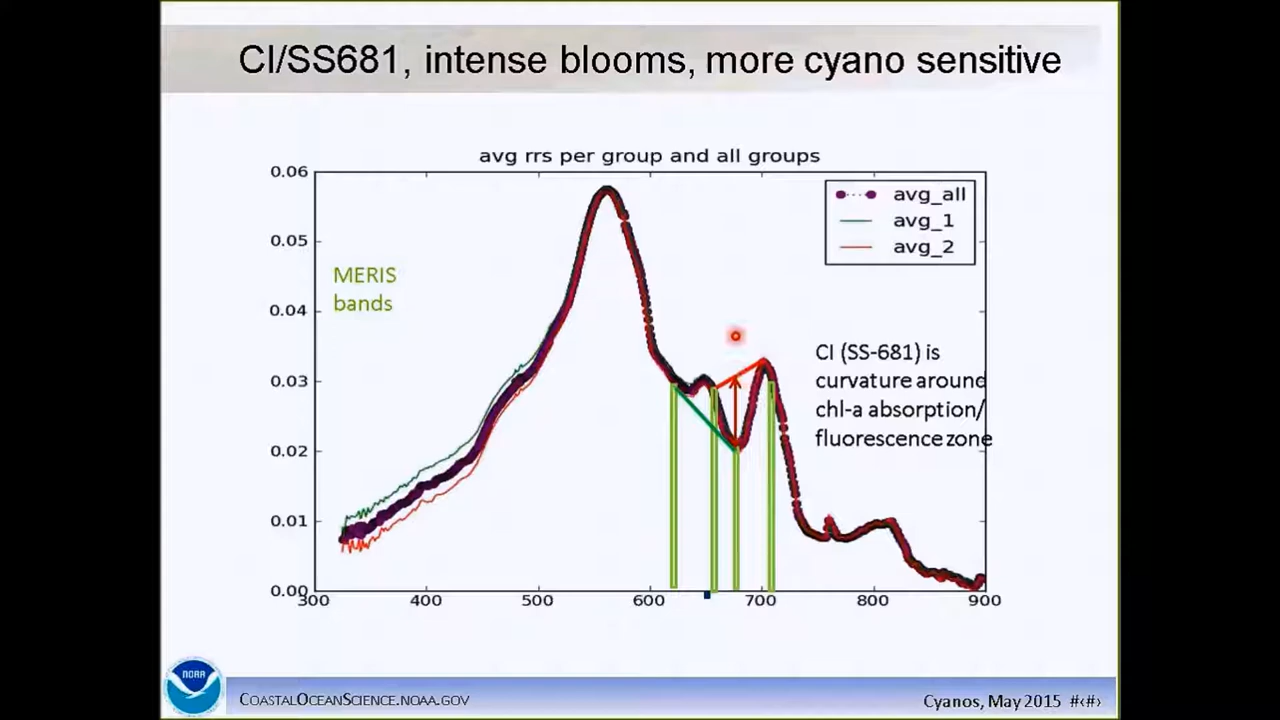 CI/SS681, intense blooms, more cyano sensitive
avg rrs per group and all groups
0.06
0.05
0.04
0.03
0.02
0.01
0.00
300 400 500 600 700 800 900
avg_all
avg_1
avg_2
MERIS
bands
CI (SS-681) is
curvature around
chl-a absorption/
fluorescence zone
NOAA
COASTALOCEANSCIENCE.NOAA.GOV
Cyanos, May 2015 #‹#›